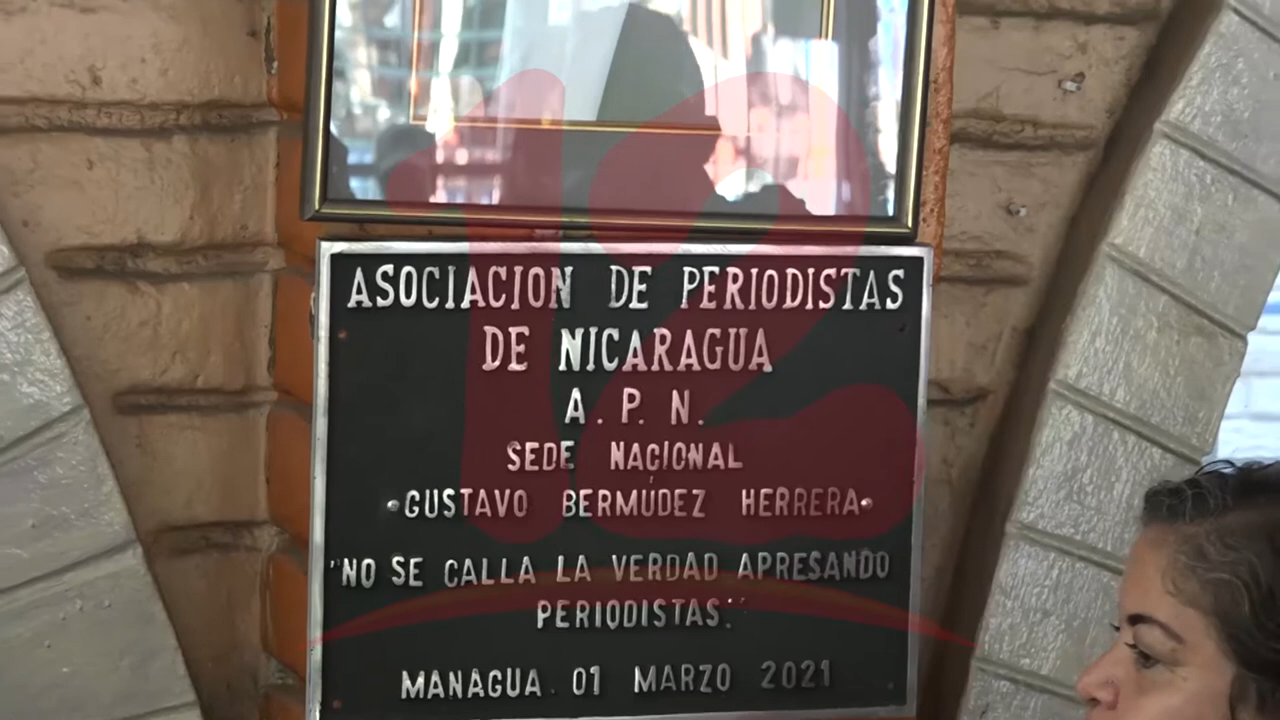 12
ASOCIACION DE PERIODISTAS
DE NICARAGUA
A.P.N.
SEDE NACIONAL
•GUSTAVO BERMÚDEZ HERRERA•
"NO SE CALLA LA VERDAD APRESANDO
PERIODISTAS."
MANAGUA. 01 MARZO 2021